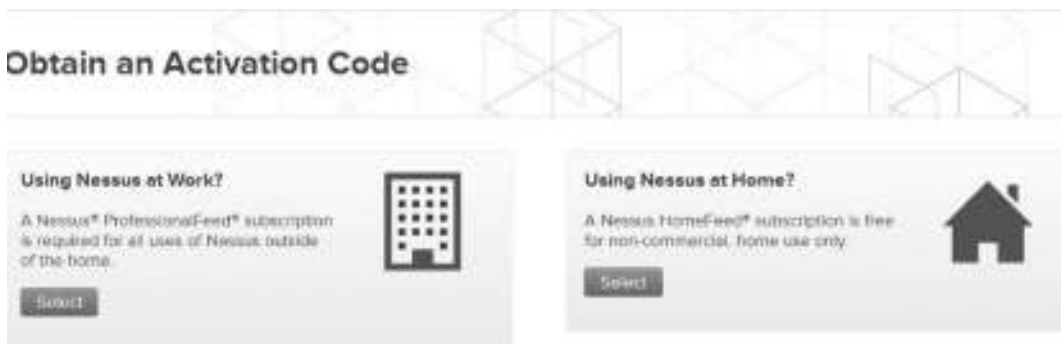 Obtain an Activation Code
Using Nessus at Work?
A Nessus® ProfessionalFeed® subscription
is required for all uses of Nessus outside
of the home.
Select
Using Nessus at Home?
A Nessus HomeFeed® subscription is free
for non-commercial, home use only.
Select